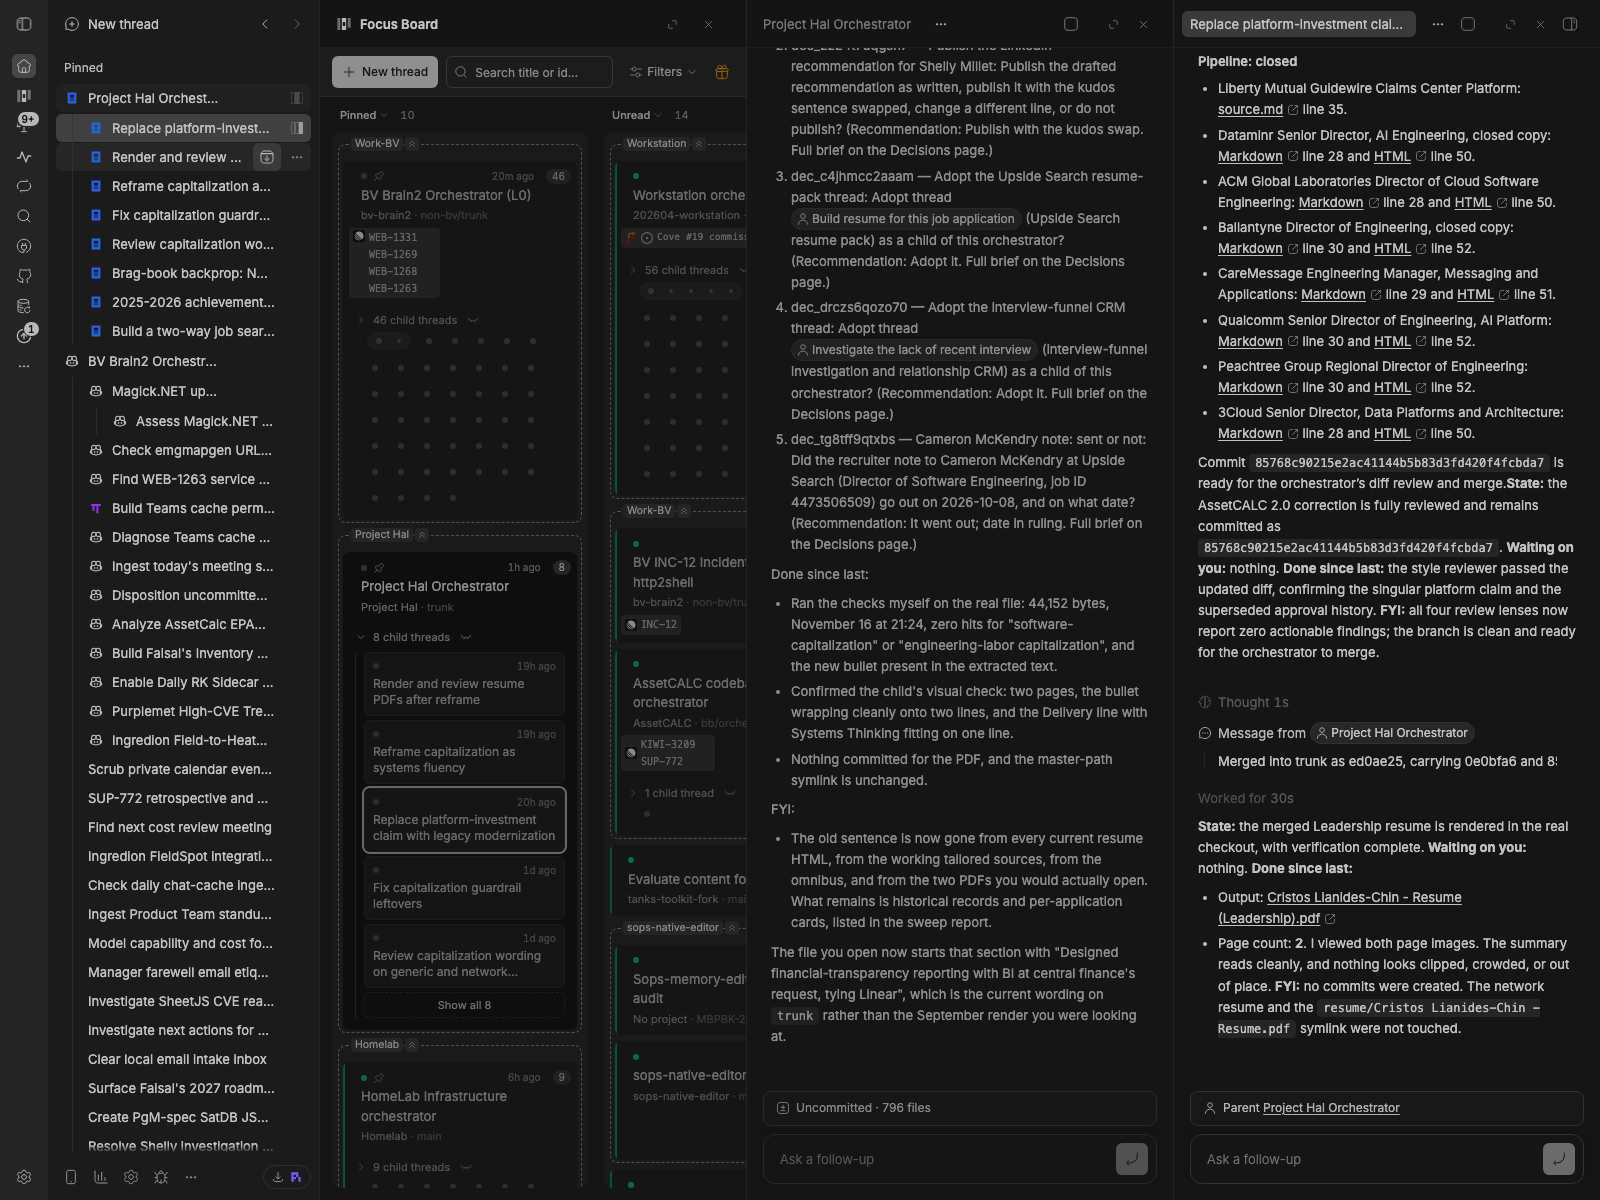 New thread
Pinned
Project Hal Orchest...
Replace platform-invest...
Render and review ...
Reframe capitalization a...
Fix capitalization guardr...
Review capitalization wo...
Brag-book backprop: N...
2025-2026 achievement...
Build a two-way job sear...
BV Brain2 Orchestr...
Magick.NET up...
Assess Magick.NET ...
Check emgmapgen URL...
Find WEB-1263 service ...
Build Teams cache perm...
Diagnose Teams cache ...
Ingest today's meeting s...
Disposition uncommitte...
Analyze AssetCalc EPA...
Build Faisal's Inventory ...
Enable Daily RK Sidecar ...
Purplemet High-CVE Tre...
Ingredion Field-to-Heat...
Scrub private calendar even...
SUP-772 retrospective and ...
Find next cost review meeting
Ingredion FieldSpot integrati...
Check daily chat-cache inge...
Ingest Product Team standu...
Model capability and cost fo...
Manager farewell email etiq...
Investigate SheetJS CVE rea...
Investigate next actions for ...
Clear local email intake inbox
Surface Faisal's 2027 roadm...
Create PgM-spec SatDB JS...
Resolve Shelly Investigation ...
9+
1
Focus Board
New thread
Search title or id...
Filters
Pinned 10
Work-BV
20m ago 46
BV Brain2 Orchestrator (L0)
bv-brain2 · non-bv/trunk
WEB-1331
WEB-1269
WEB-1268
WEB-1263
46 child threads
Project Hal
1h ago 8
Project Hal Orchestrator
Project Hal · trunk
8 child threads
19h ago
Render and review resume
PDFs after reframe
19h ago
Reframe capitalization as
systems fluency
20h ago
Replace platform-investment
claim with legacy modernization
1d ago
Fix capitalization guardrail
leftovers
1d ago
Review capitalization wording
on generic and network...
Show all 8
Homelab
6h ago 9
HomeLab Infrastructure
orchestrator
Homelab · main
9 child threads
Unread 14
Workstation
Workstation orche
202604-workstation ·
Cove #19 commis
56 child threads
Work-BV
BV INC-12 Incident
http2shell
bv-brain2 · non-bv/tru
INC-12
AssetCALC codeba
orchestrator
AssetCALC · bb/orche
KIWI-3209
SUP-772
1 child thread
Evaluate content fo
tanks-toolkit-fork · mai
sops-native-editor
Sops-memory-edit
audit
No project · MBPBK-2
sops-native-editor
sops-native-editor · m
Project Hal Orchestrator
recommendation for Shelly Millet: Publish the drafted
recommendation as written, publish it with the kudos
sentence swapped, change a different line, or do not
publish? (Recommendation: Publish with the kudos swap.
Full brief on the Decisions page.)
3. dec_c4jhmcc2aaam — Adopt the Upside Search resume-
pack thread: Adopt thread
Build resume for this job application (Upside Search
resume pack) as a child of this orchestrator?
(Recommendation: Adopt it. Full brief on the Decisions
page.)
4. dec_drczs6qozo70 — Adopt the interview-funnel CRM
thread: Adopt thread
Investigate the lack of recent interview (interview-funnel
investigation and relationship CRM) as a child of this
orchestrator? (Recommendation: Adopt it. Full brief on the
Decisions page.)
5. dec_tg8tff9qtxbs — Cameron McKendry note: sent or not:
Did the recruiter note to Cameron McKendry at Upside
Search (Director of Software Engineering, job ID
4473506509) go out on 2026-10-08, and on what date?
(Recommendation: It went out; date in ruling. Full brief on
the Decisions page.)
Done since last:
• Ran the checks myself on the real file: 44,152 bytes,
November 16 at 21:24, zero hits for "software-
capitalization" or "engineering-labor capitalization", and
the new bullet present in the extracted text.
• Confirmed the child's visual check: two pages, the bullet
wrapping cleanly onto two lines, and the Delivery line with
Systems Thinking fitting on one line.
• Nothing committed for the PDF, and the master-path
symlink is unchanged.
FYI:
• The old sentence is now gone from every current resume
HTML, from the working tailored sources, from the
omnibus, and from the two PDFs you would actually open.
What remains is historical records and per-application
cards, listed in the sweep report.
The file you open now starts that section with "Designed
financial-transparency reporting with BI at central finance's
request, tying Linear", which is the current wording on
trunk rather than the September render you were looking
at.
Uncommitted · 796 files
Ask a follow-up
Replace platform-investment clai...
Pipeline: closed
• Liberty Mutual Guidewire Claims Center Platform:
source.md line 35.
• Dataminr Senior Director, AI Engineering, closed copy:
Markdown line 28 and HTML line 50.
• ACM Global Laboratories Director of Cloud Software
Engineering: Markdown line 28 and HTML line 50.
• Ballantyne Director of Engineering, closed copy:
Markdown line 30 and HTML line 52.
• CareMessage Engineering Manager, Messaging and
Applications: Markdown line 29 and HTML line 51.
• Qualcomm Senior Director of Engineering, AI Platform:
Markdown line 30 and HTML line 52.
• Peachtree Group Regional Director of Engineering:
Markdown line 30 and HTML line 52.
• 3Cloud Senior Director, Data Platforms and Architecture:
Markdown line 28 and HTML line 50.
Commit 85768c90215e2ac41144b5b83d3fd420f4fcbda7 is
ready for the orchestrator's diff review and merge.State: the
AssetCALC 2.0 correction is fully reviewed and remains
committed as
85768c90215e2ac41144b5b83d3fd420f4fcbda7. Waiting on
you: nothing. Done since last: the style reviewer passed the
updated diff, confirming the singular platform claim and the
superseded approval history. FYI: all four review lenses now
report zero actionable findings; the branch is clean and ready
for the orchestrator to merge.
Thought 1s
Message from Project Hal Orchestrator
Merged into trunk as ed0ae25, carrying 0e0bfa6 and 8
Worked for 30s
State: the merged Leadership resume is rendered in the real
checkout, with verification complete. Waiting on you:
nothing. Done since last:
• Output: Cristos Lianides-Chin - Resume
(Leadership).pdf
• Page count: 2. I viewed both page images. The summary
reads cleanly, and nothing looks clipped, crowded, or out
of place. FYI: no commits were created. The network
resume and the resume/Cristos Lianides-Chin -
Resume.pdf symlink were not touched.
Parent Project Hal Orchestrator
Ask a follow-up